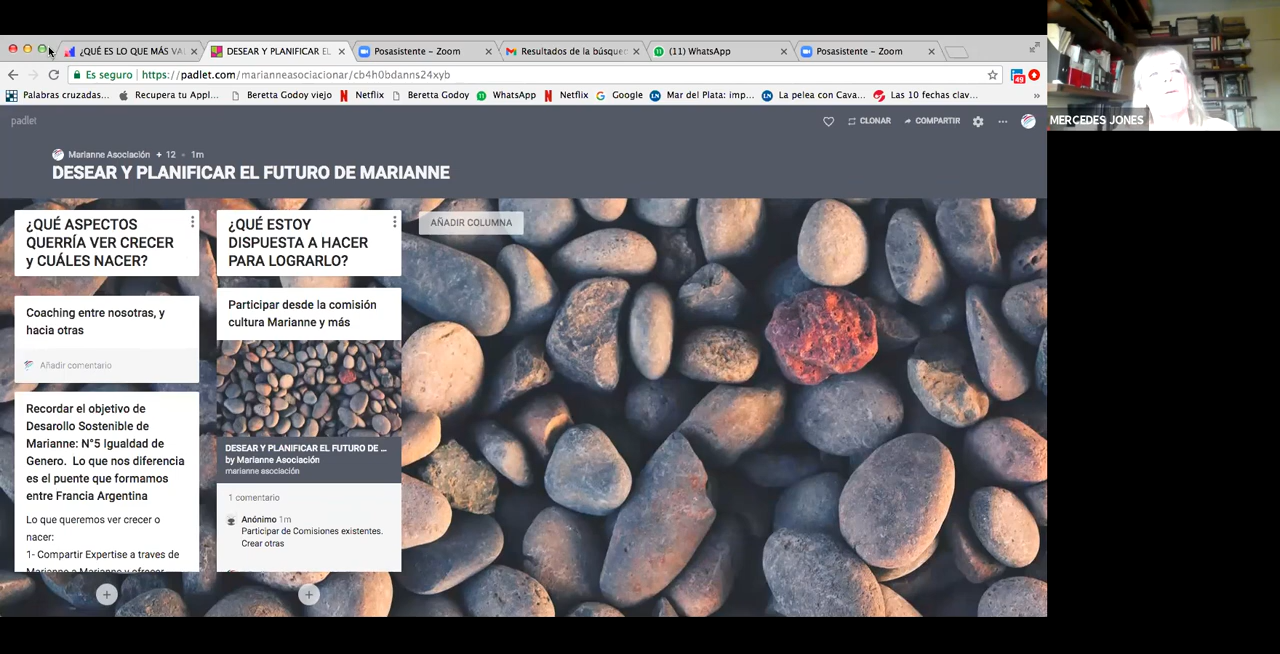 ¿QUÉ ES LO QUE MÁS VAL
DESEAR Y PLANIFICAR EL
Posasistente – Zoom
Resultados de la búsqued
(11) WhatsApp
Posasistente – Zoom
Es seguro
https://padlet.com/marianneasociacionar/cb4h0bdanns24xyb
49
Palabras cruzadas...
Recupera tu Appl...
Beretta Godoy viejo
Netflix
Beretta Godoy
WhatsApp
Netflix
Google
Mar del Plata: imp...
La pelea con Cava...
Las 10 fechas clav...
»
padlet
CLONAR
COMPARTIR
MERCEDES JONES
Marianne Asociación + 12 • 1m
DESEAR Y PLANIFICAR EL FUTURO DE MARIANNE
¿QUÉ ASPECTOS
QUERRÍA VER CRECER
y CUÁLES NACER?
Coaching entre nosotras, y
hacia otras
Añadir comentario
Recordar el objetivo de
Desarollo Sostenible de
Marianne: N°5 Igualdad de
Genero. Lo que nos diferencia
es el puente que formamos
entre Francia Argentina
Lo que queremos ver crecer o
nacer:
1- Compartir Expertise a traves de
Marianne a Marianne y ofrecer
¿QUÉ ESTOY
DISPUESTA A HACER
PARA LOGRARLO?
Participar desde la comisión
cultura Marianne y más
DESEAR Y PLANIFICAR EL FUTURO DE ...
by Marianne Asociación
marianne asociación
1 comentario
Anónimo 1m
Participar de Comisiones existentes.
Crear otras
AÑADIR COLUMNA